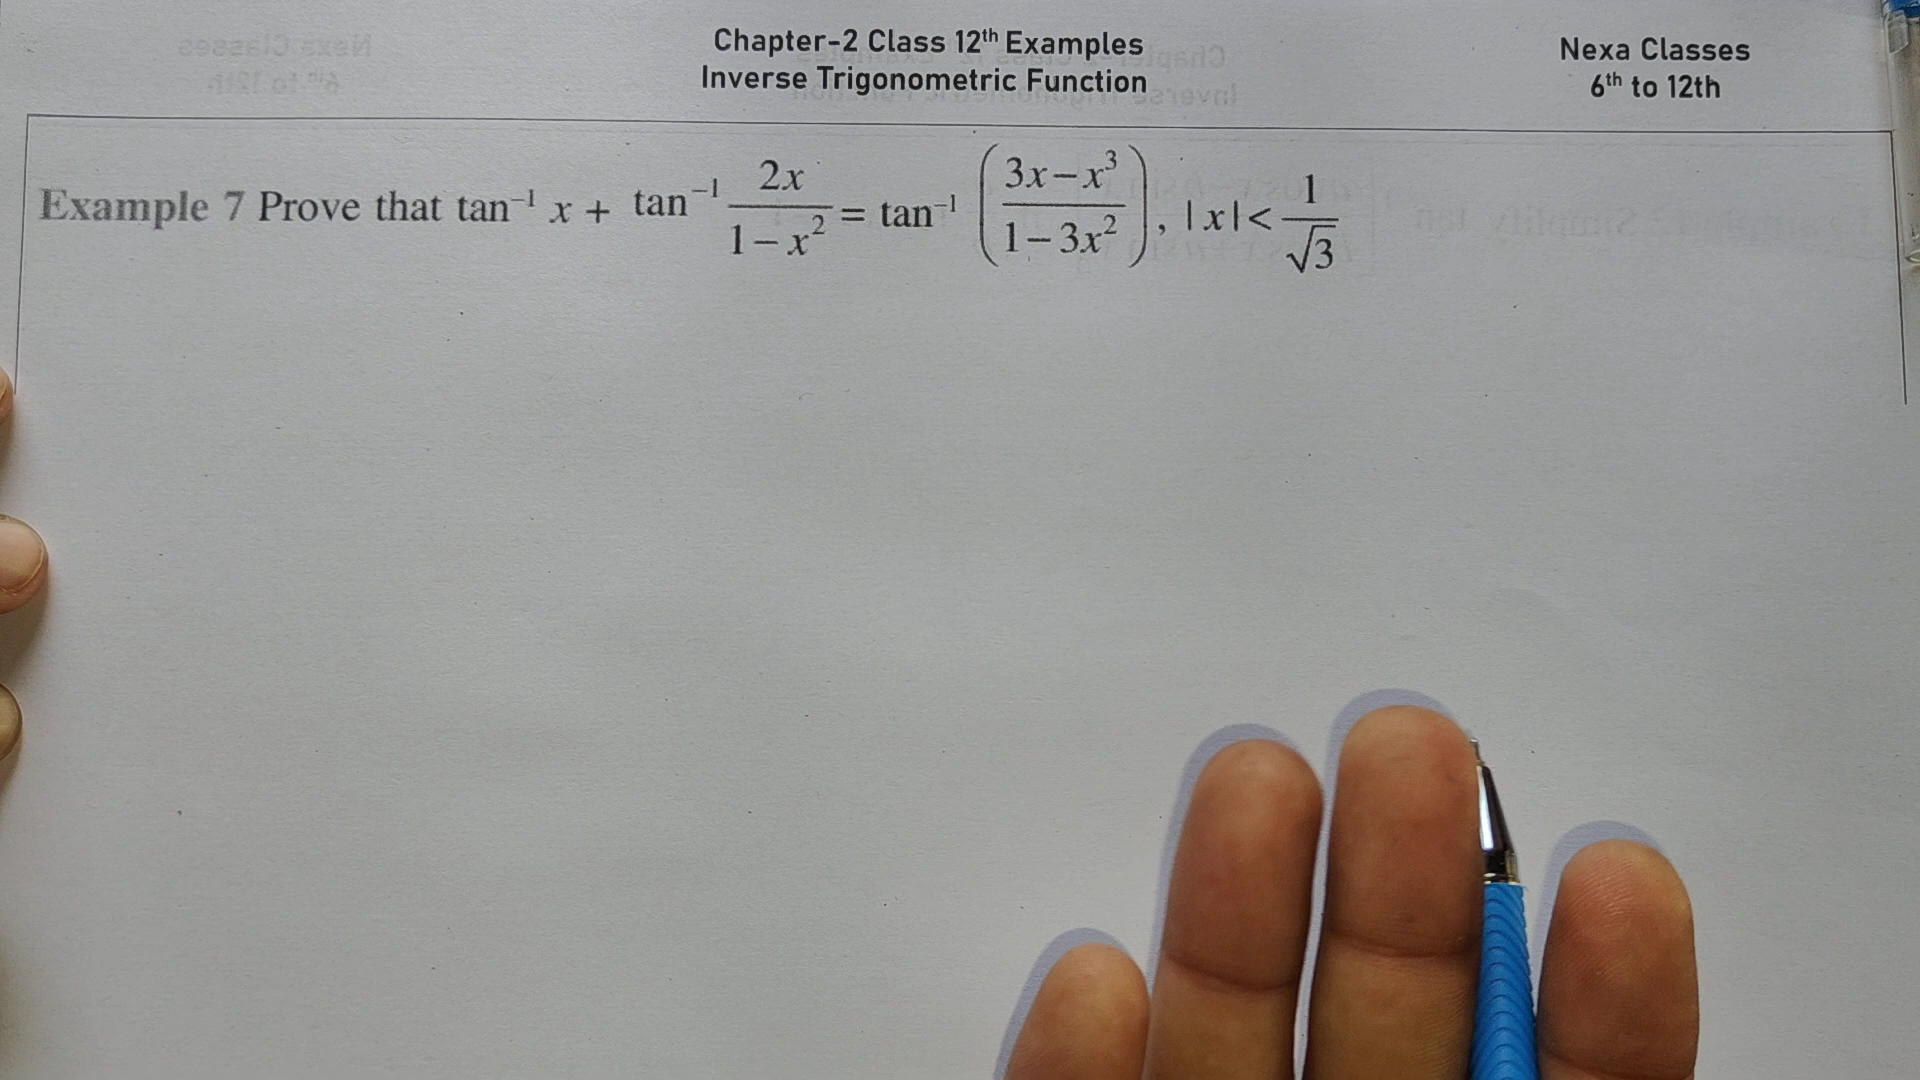 Chapter-2 Class 12th Examples
Inverse Trigonometric Function
Nexa Classes
6th to 12th
Example 7 Prove that tan⁻¹ x + tan⁻¹ 2x/(1 – x²) = tan⁻¹ ((3x – x³)/(1 – 3x²)), |x| < 1/√3